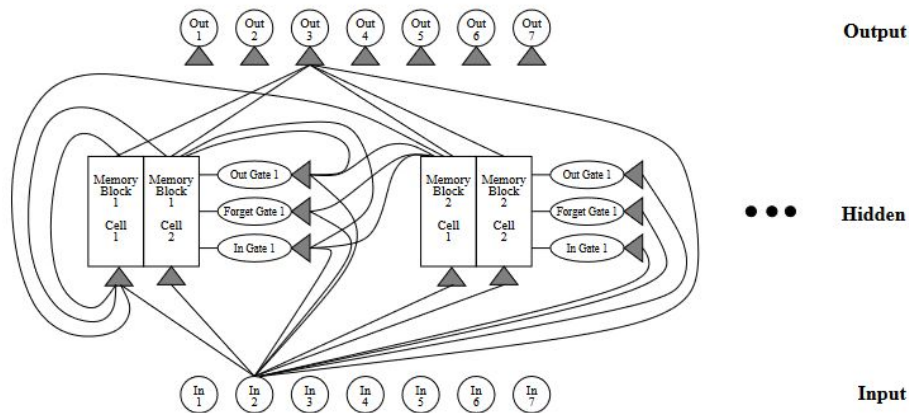 Out 1
Out 2
Out 3
Out 4
Out 5
Out 6
Out 7
Output
Memory Block 1 Cell 1
Memory Block 1 Cell 2
Out Gate 1
Forget Gate 1
In Gate 1
Memory Block 2 Cell 1
Memory Block 2 Cell 2
Out Gate 1
Forget Gate 1
In Gate 1
Hidden
In 1
In 2
In 3
In 4
In 5
In 6
In 7
Input